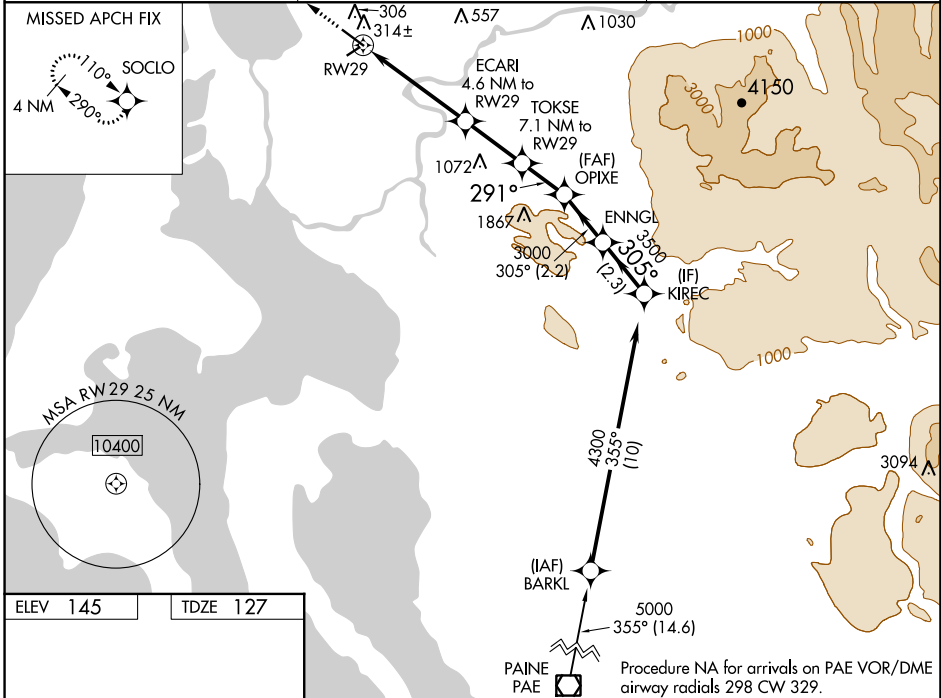 MISSED APCH FIX
SOCLO
110°
290°
4 NM
306
314±
RW29
557
1030
1000
3000
4150
ECARI
4.6 NM to
RW29
TOKSE
7.1 NM to
RW29
1072
(FAF)
OPIXE
291°
1867
ENNGL
3000
305° (2.2)
3500
305°
(2.3)
(IF)
KIREC
1000
MSA RW 29 25 NM
10400
4300
355°
(10)
3094
(IAF)
BARKL
ELEV 145
TDZE 127
5000
355° (14.6)
PAINE
PAE
Procedure NA for arrivals on PAE VOR/DME
airway radials 298 CW 329.